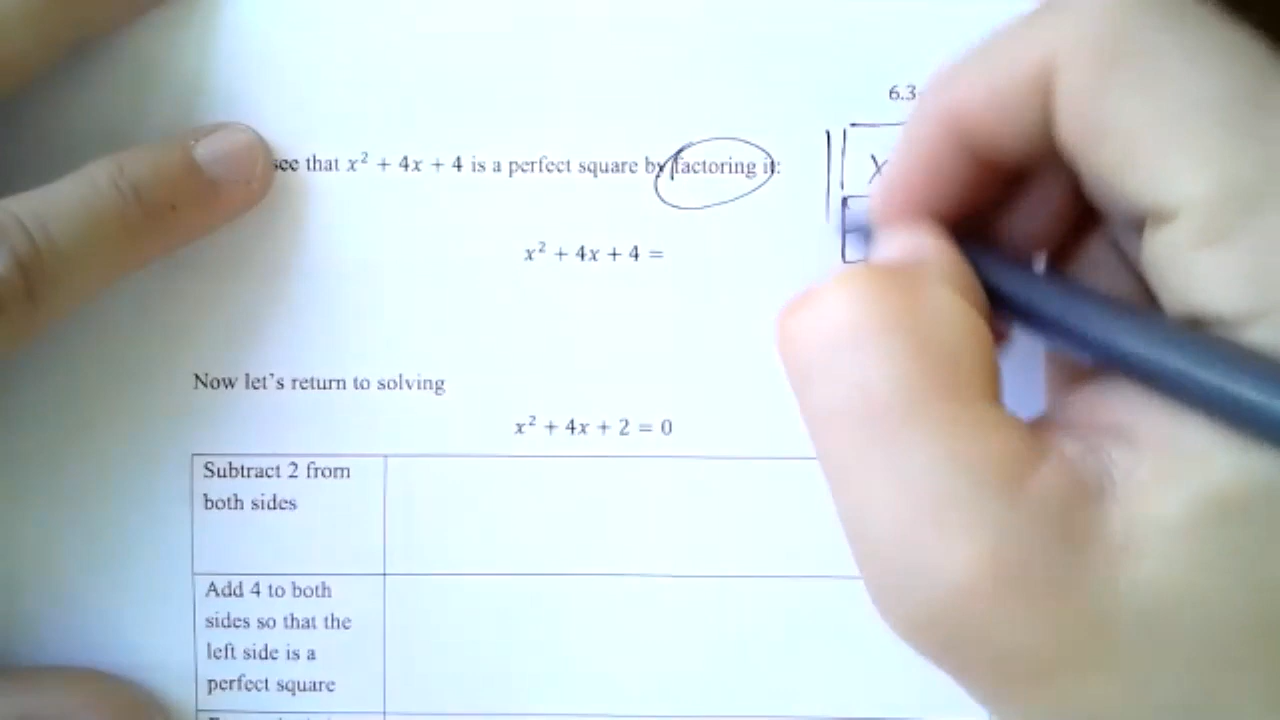 6.3
see that x² + 4x + 4 is a perfect square by factoring it:
x
x² + 4x + 4 =
Now let's return to solving
x² + 4x + 2 = 0
Subtract 2 from
both sides
Add 4 to both
sides so that the
left side is a
perfect square